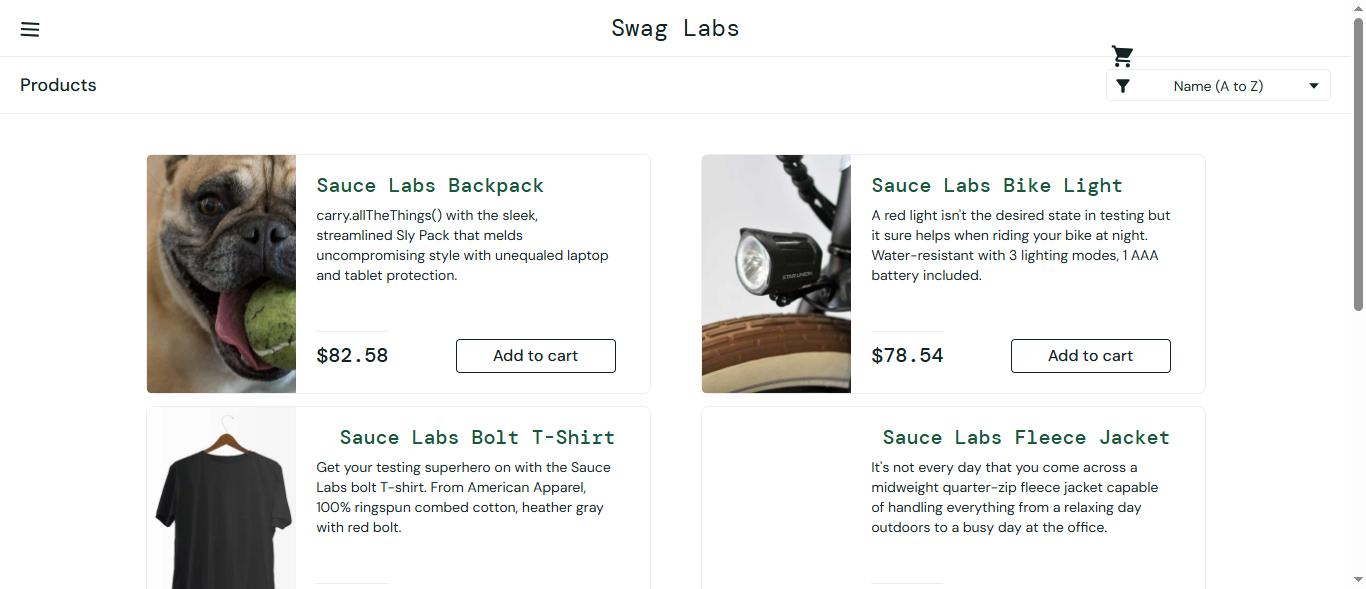 Swag Labs
Products
Name (A to Z)
Sauce Labs Backpack
carry.allTheThings() with the sleek,
streamlined Sly Pack that melds
uncompromising style with unequaled laptop
and tablet protection.
$82.58
Add to cart
Sauce Labs Bike Light
A red light isn't the desired state in testing but
it sure helps when riding your bike at night.
Water-resistant with 3 lighting modes, 1 AAA
battery included.
STAR UNION
$78.54
Add to cart
Sauce Labs Bolt T-Shirt
Get your testing superhero on with the Sauce
Labs bolt T-shirt. From American Apparel,
100% ringspun combed cotton, heather gray
with red bolt.
Sauce Labs Fleece Jacket
It's not every day that you come across a
midweight quarter-zip fleece jacket capable
of handling everything from a relaxing day
outdoors to a busy day at the office.